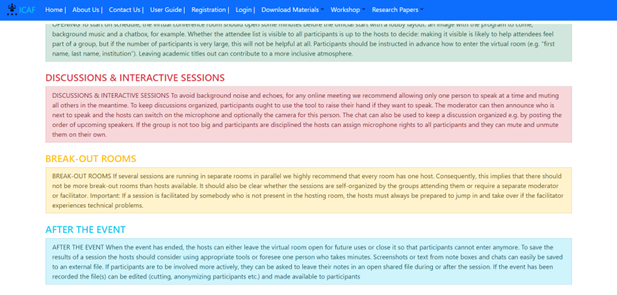 JCAF Home | About Us | Contact Us | User Guide | Registration | Login | Download Materials Workshop Research Papers
OPENING To start on schedule, the virtual conference room should open some minutes before the official start with a lobby layout: an image with the program to come,
background music and a chatbox, for example. Whether the attendee list is visible to all participants is up to the hosts to decide: making it visible is likely to help attendees feel
part of a group, but if the number of participants is very large, this will not be helpful at all. Participants should be instructed in advance how to enter the virtual room (e.g. "first
name, last name, institution"). Leaving academic titles out can contribute to a more inclusive atmosphere.
DISCUSSIONS & INTERACTIVE SESSIONS
DISCUSSIONS & INTERACTIVE SESSIONS To avoid background noise and echoes, for any online meeting we recommend allowing only one person to speak at a time and muting
all others in the meantime. To keep discussions organized, participants ought to use the tool to raise their hand if they want to speak. The moderator can then announce who is
next to speak and the hosts can switch on the microphone and optionally the camera for this person. The chat can also be used to keep a discussion organized e.g. by posting the
order of upcoming speakers. If the group is not too big and participants are disciplined the hosts can assign microphone rights to all participants and they can mute and unmute
them on their own.
BREAK-OUT ROOMS
BREAK-OUT ROOMS If several sessions are running in separate rooms in parallel we highly recommend that every room has one host. Consequently, this implies that there should
not be more break-out rooms than hosts available. It should also be clear whether the sessions are self-organized by the groups attending them or require a separate moderator
or facilitator. Important: If a session is facilitated by somebody who is not present in the hosting room, the hosts must always be prepared to jump in and take over if the facilitator
experiences technical problems.
AFTER THE EVENT
AFTER THE EVENT When the event has ended, the hosts can either leave the virtual room open for future uses or close it so that participants cannot enter anymore. To save the
results of a session the hosts should consider using appropriate tools or foresee one person who takes minutes. Screenshots or text from note boxes and chats can easily be saved
to an external file. If participants are to be involved more actively, they can be asked to leave their notes in an open shared file during or after the session. If the event has been
recorded the file(s) can be edited (cutting, anonymizing participants etc.) and made available to participants